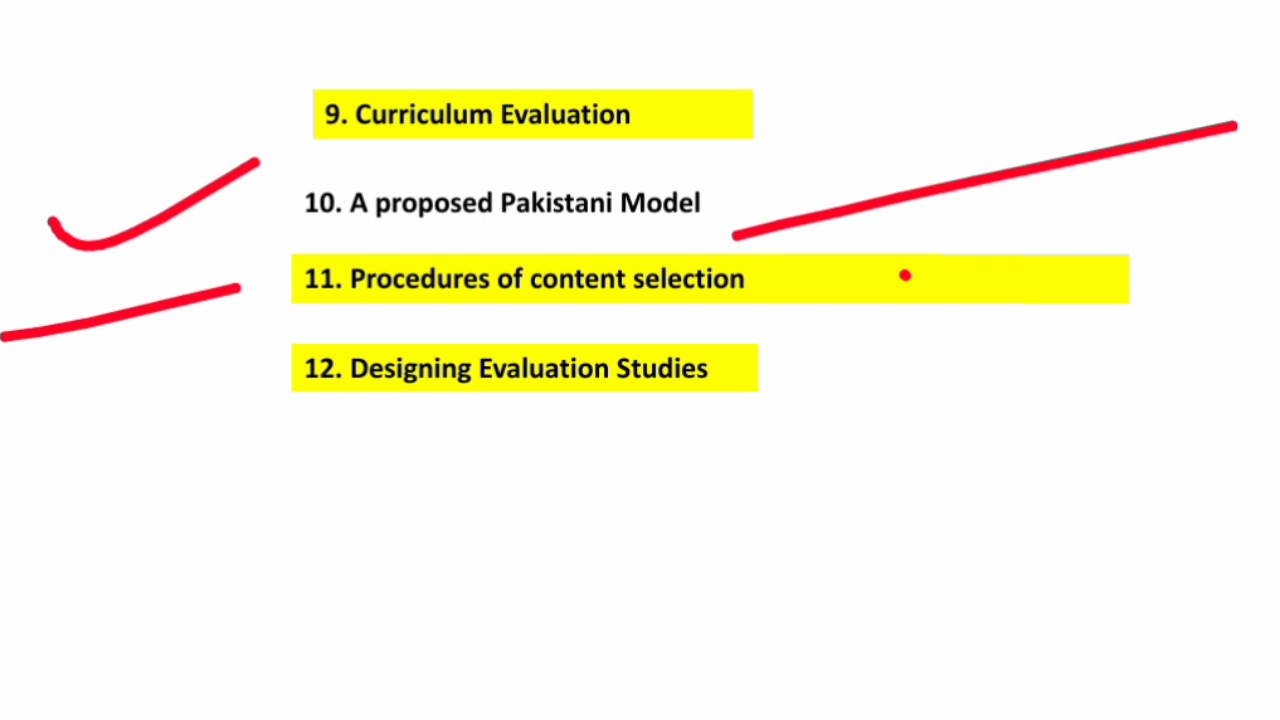 9. Curriculum Evaluation
10. A proposed Pakistani Model
11. Procedures of content selection
12. Designing Evaluation Studies